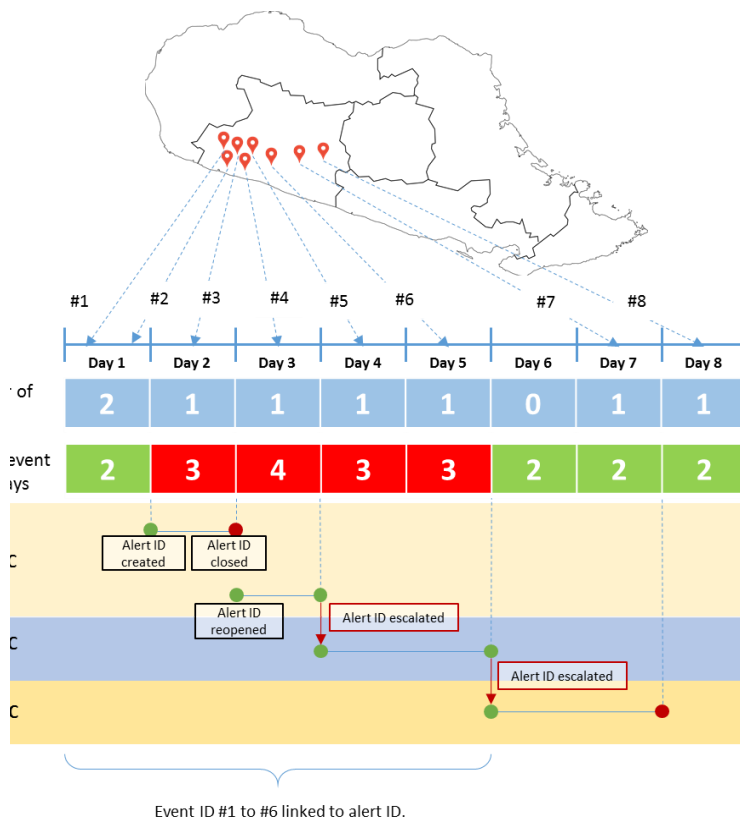 #1
#2
#3
#4
#5
#6
#7
#8
Day 1
Day 2
Day 3
Day 4
Day 5
Day 6
Day 7
Day 8
of
2
1
1
1
1
0
1
1
event
2
3
4
3
3
2
2
2
Alert ID
created
Alert ID
closed
Alert ID
reopened
Alert ID escalated
Alert ID escalated
Event ID #1 to #6 linked to alert ID.